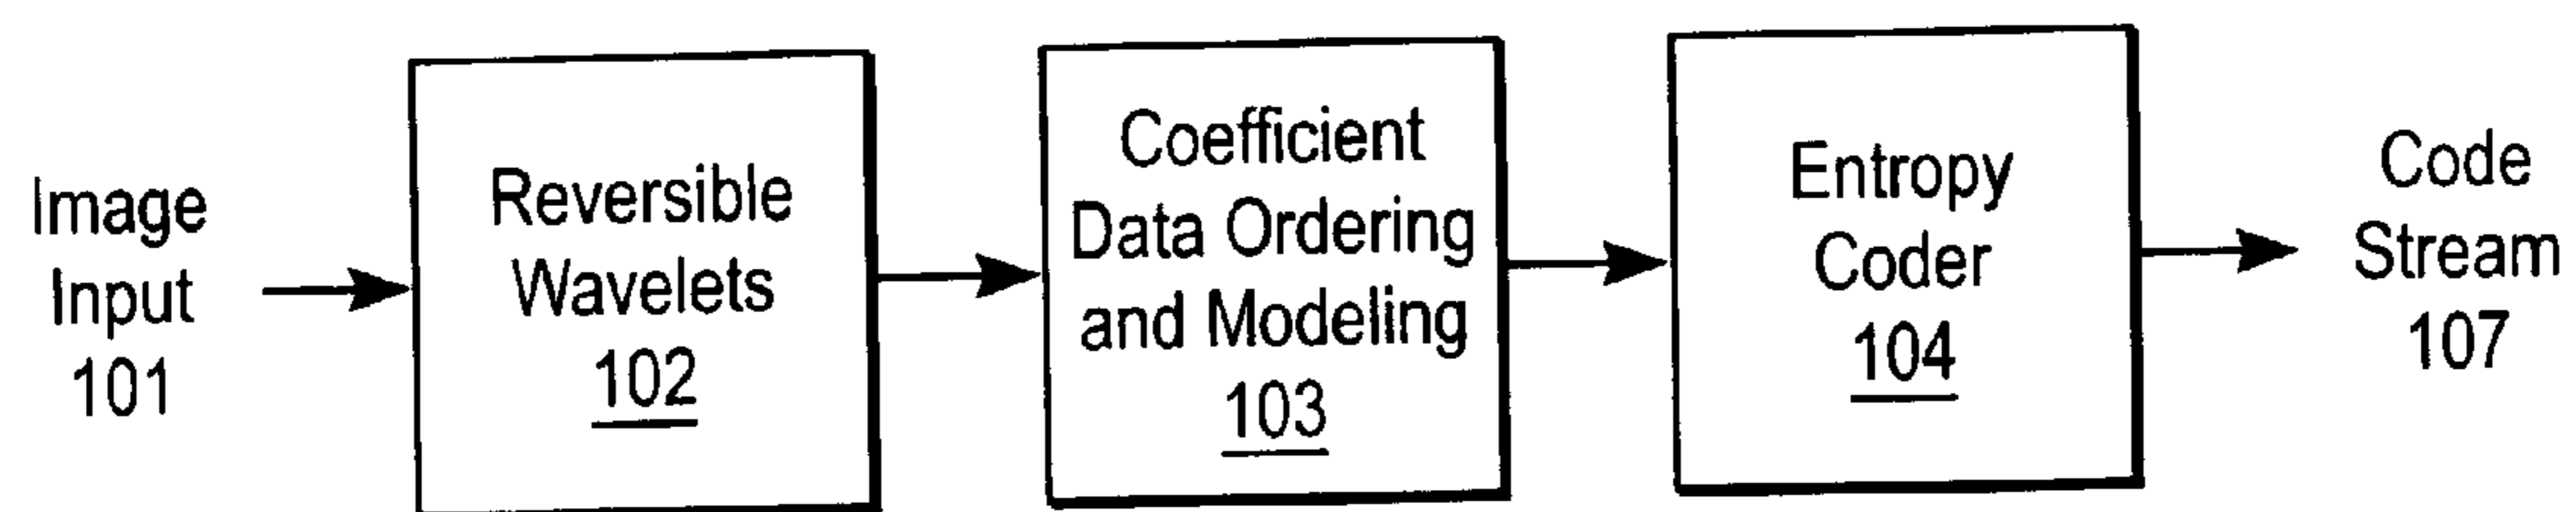 Image
Input
101
Reversible
Wavelets
102
Coefficient
Data Ordering
and Modeling
103
Entropy
Coder
104
Code
Stream
107